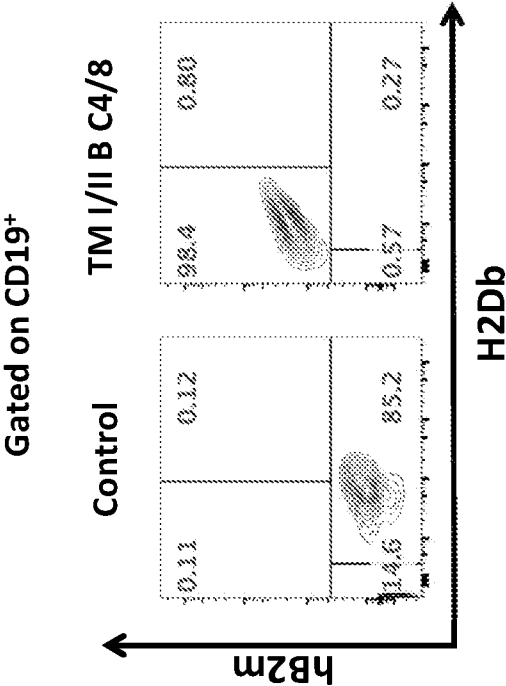 Gated on CD19⁺
Control
TM I/II B C4/8
0.11
0.12
14.6
85.2
98.4
0.80
0.57
0.27
hB2m
H2Db